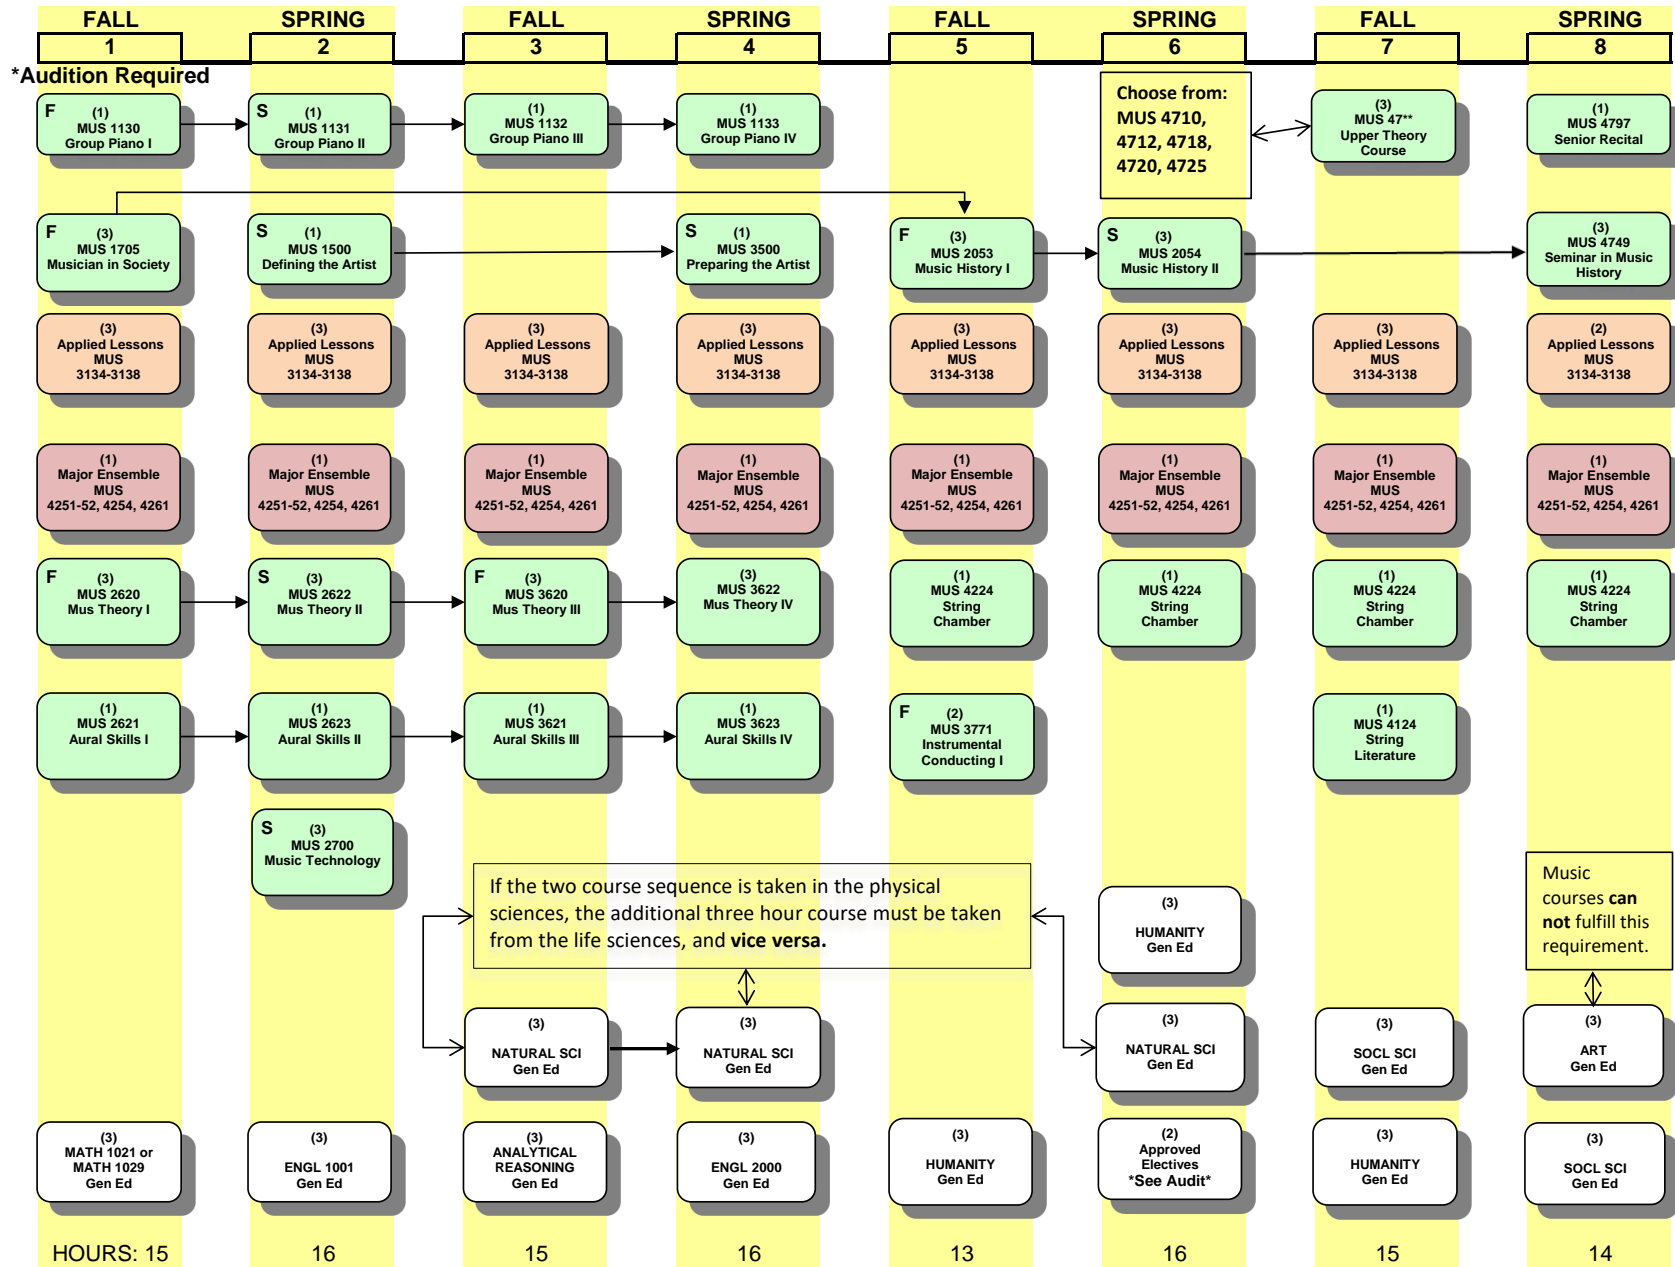 FALL SPRING FALL SPRING FALL SPRING FALL SPRING
1 2 3 4 5 6 7 8
*Audition Required
F (1)
MUS 1130
Group Piano I
S (1)
MUS 1131
Group Piano II
(1)
MUS 1132
Group Piano III
(1)
MUS 1133
Group Piano IV
Choose from:
MUS 4710,
4712, 4718,
4720, 4725
(3)
MUS 47**
Upper Theory
Course
(1)
MUS 4797
Senior Recital
F (3)
MUS 1705
Musician in Society
S (1)
MUS 1500
Defining the Artist
S (1)
MUS 3500
Preparing the Artist
F (3)
MUS 2053
Music History I
S (3)
MUS 2054
Music History II
(3)
MUS 4749
Seminar in Music
History
(3)
Applied Lessons
MUS
3134-3138
(3)
Applied Lessons
MUS
3134-3138
(3)
Applied Lessons
MUS
3134-3138
(3)
Applied Lessons
MUS
3134-3138
(3)
Applied Lessons
MUS
3134-3138
(3)
Applied Lessons
MUS
3134-3138
(3)
Applied Lessons
MUS
3134-3138
(2)
Applied Lessons
MUS
3134-3138
(1)
Major Ensemble
MUS
4251-52, 4254, 4261
(1)
Major Ensemble
MUS
4251-52, 4254, 4261
(1)
Major Ensemble
MUS
4251-52, 4254, 4261
(1)
Major Ensemble
MUS
4251-52, 4254, 4261
(1)
Major Ensemble
MUS
4251-52, 4254, 4261
(1)
Major Ensemble
MUS
4251-52, 4254, 4261
(1)
Major Ensemble
MUS
4251-52, 4254, 4261
(1)
Major Ensemble
MUS
4251-52, 4254, 4261
F (3)
MUS 2620
Mus Theory I
S (3)
MUS 2622
Mus Theory II
F (3)
MUS 3620
Mus Theory III
(3)
MUS 3622
Mus Theory IV
(1)
MUS 4224
String
Chamber
(1)
MUS 4224
String
Chamber
(1)
MUS 4224
String
Chamber
(1)
MUS 4224
String
Chamber
(1)
MUS 2621
Aural Skills I
(1)
MUS 2623
Aural Skills II
(1)
MUS 3621
Aural Skills III
(1)
MUS 3623
Aural Skills IV
F (2)
MUS 3771
Instrumental
Conducting I
(1)
MUS 4124
String
Literature
S (3)
MUS 2700
Music Technology
If the two course sequence is taken in the physical
sciences, the additional three hour course must be taken
from the life sciences, and vice versa.
(3)
HUMANITY
Gen Ed
Music
courses can
not fulfill this
requirement.
(3)
NATURAL SCI
Gen Ed
(3)
NATURAL SCI
Gen Ed
(3)
NATURAL SCI
Gen Ed
(3)
SOCL SCI
Gen Ed
(3)
ART
Gen Ed
(3)
MATH 1021 or
MATH 1029
Gen Ed
(3)
ENGL 1001
Gen Ed
(3)
ANALYTICAL
REASONING
Gen Ed
(3)
ENGL 2000
Gen Ed
(3)
HUMANITY
Gen Ed
(2)
Approved
Electives
*See Audit*
(3)
HUMANITY
Gen Ed
(3)
SOCL SCI
Gen Ed
HOURS: 15 16 15 16 13 16 15 14